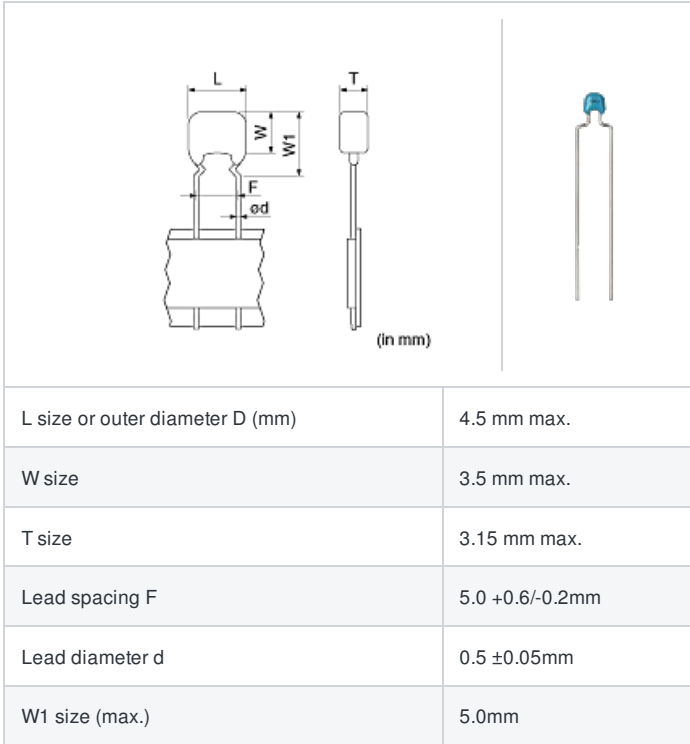 L
T
W
W1
F
ød
(in mm)
L size or outer diameter D (mm) 4.5 mm max.
W size 3.5 mm max.
T size 3.15 mm max.
Lead spacing F 5.0 +0.6/-0.2mm
Lead diameter d 0.5 ±0.05mm
W1 size (max.) 5.0mm